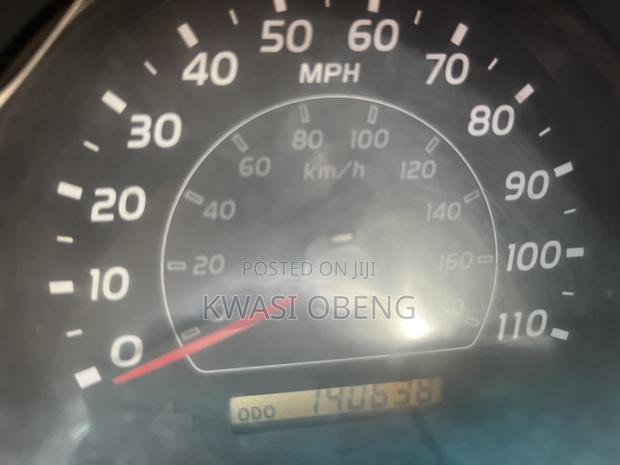 50 60
40 MPH 70
30 80 100 80
60 km/h 120
20 40 140 90
10 20 160 100
0 110
POSTED ON JIJI
KWASI OBENG
ODO 140636